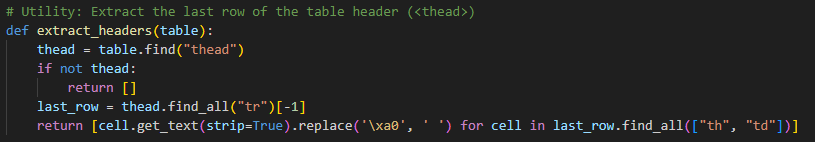 # Utility: Extract the last row of the table header (<thead>)
def extract_headers(table):
    thead = table.find("thead")
    if not thead:
        return []
    last_row = thead.find_all("tr")[-1]
    return [cell.get_text(strip=True).replace('\xa0', ' ') for cell in last_row.find_all(["th", "td"])]